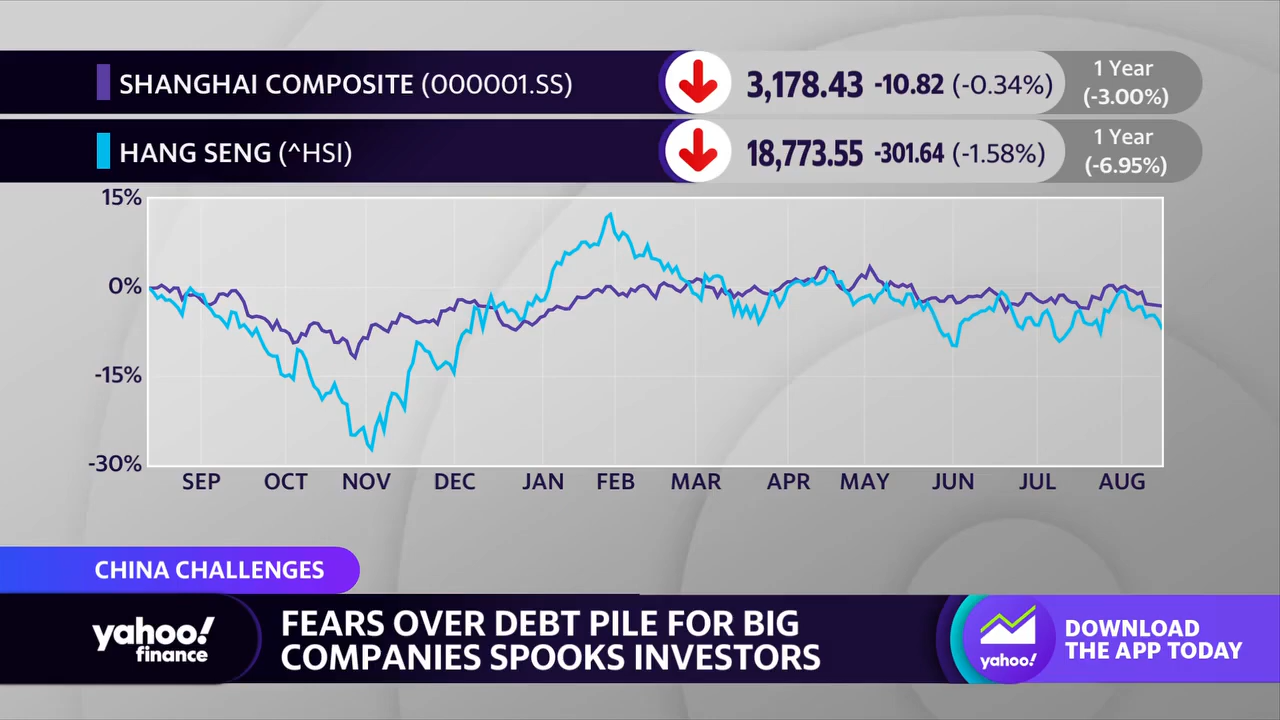 SHANGHAI COMPOSITE (000001.SS) 3,178.43 -10.82 (-0.34%) 1 Year (-3.00%)
HANG SENG (^HSI) 18,773.55 -301.64 (-1.58%) 1 Year (-6.95%)
15%
0%
-15%
-30%
SEP OCT NOV DEC JAN FEB MAR APR MAY JUN JUL AUG
CHINA CHALLENGES
yahoo!
finance
FEARS OVER DEBT PILE FOR BIG
COMPANIES SPOOKS INVESTORS
yahoo!
DOWNLOAD
THE APP TODAY